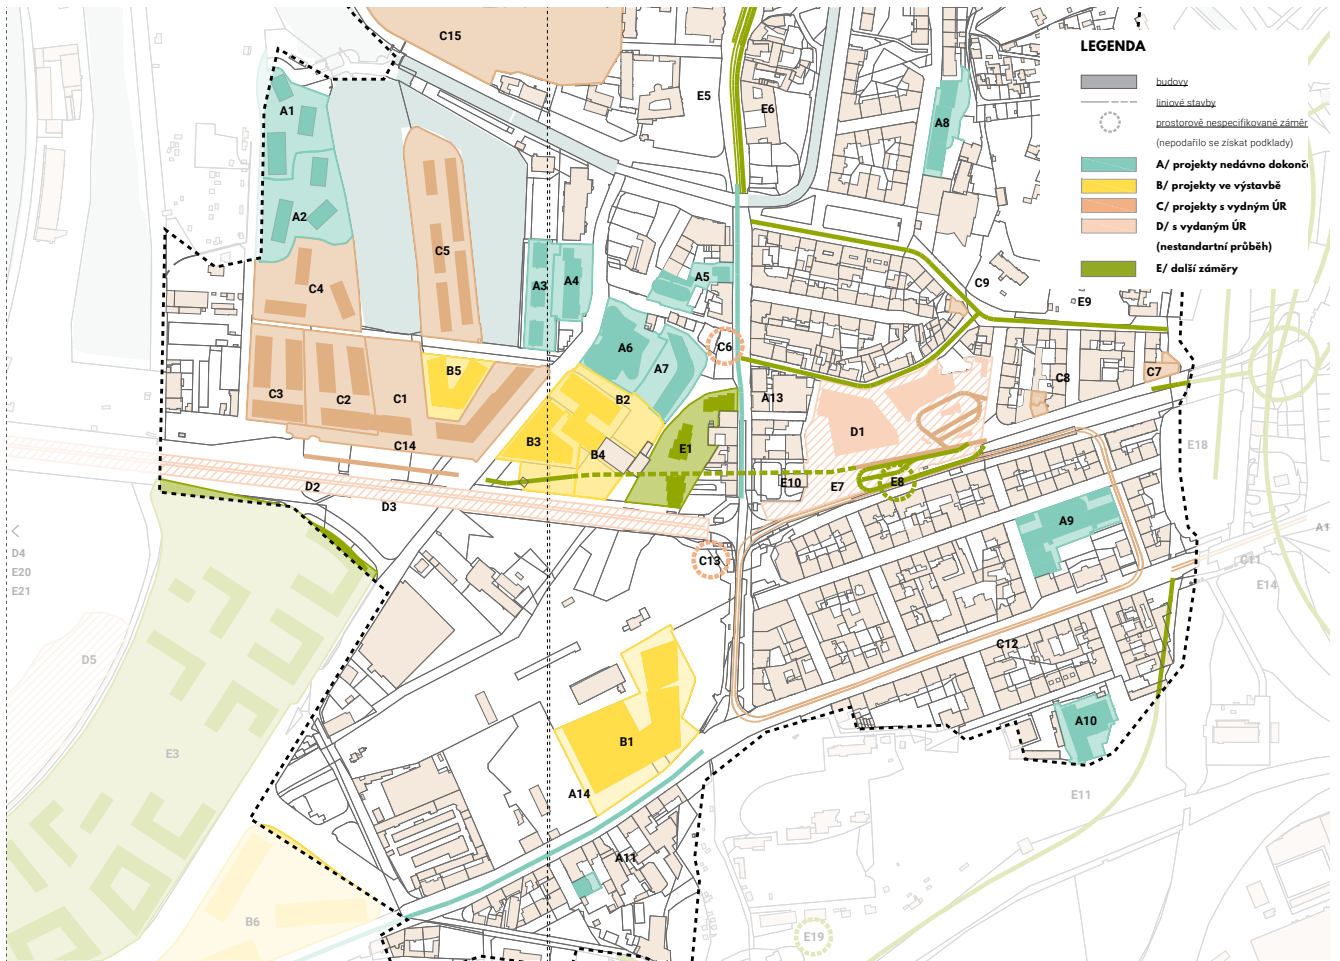 LEGENDA
budovy
liniové stavby
prostorově nespecifikované záměr
(nepodařilo se získat podklady)
A/ projekty nedávno dokonč
B/ projekty ve výstavbě
C/ projekty s vydným ÚR
D/ s vydaným ÚR
(nestandartní průběh)
E/ další záměry
C15
E5
E6
A8
A1
A2
C5
C4
A3
A4
A5
C9
E9
A6
C6
A7
B5
C3
C2
C1
B2
A13
C8
C7
D1
B3
C14
B4
E1
E18
D2
E10
E7
E8
D3
A9
A1
D4
E20
E21
C13
C11
E14
D5
C12
A10
E3
B1
A14
E11
A11
B6
E19